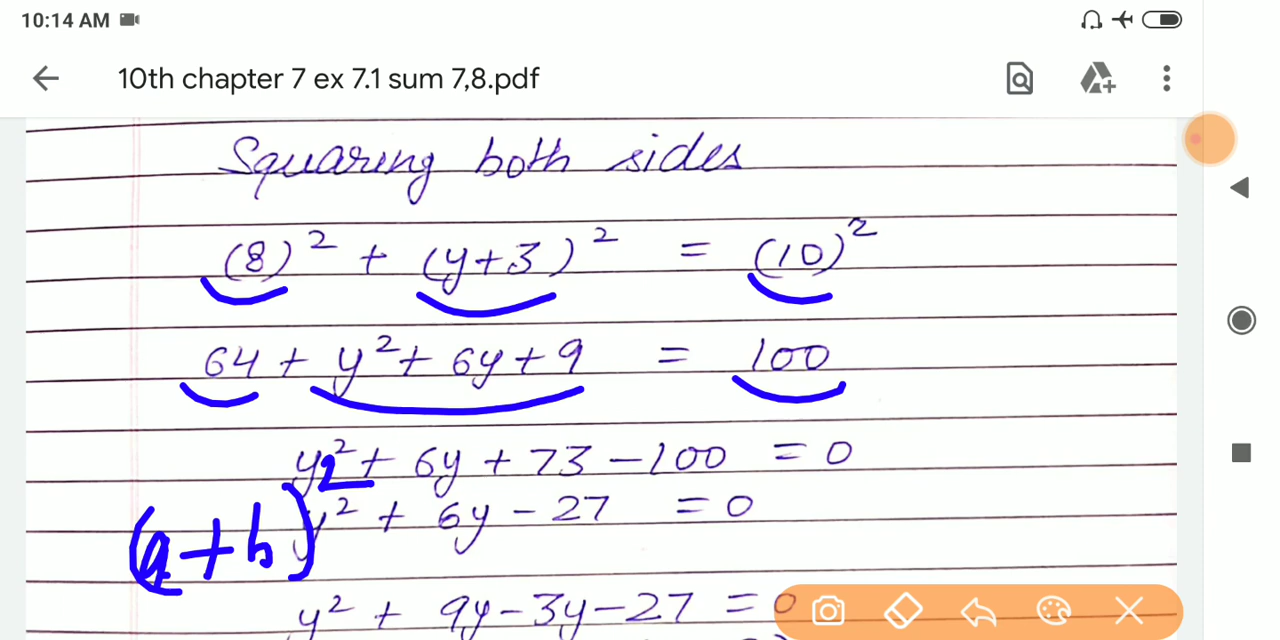 10:14 AM
10th chapter 7 ex 7.1 sum 7,8.pdf
Squaring both sides
(8)² + (y+3)² = (10)²
64 + y² + 6y + 9 = 100
y² + 6y + 73 - 100 = 0
(a+b)²
y² + 6y - 27 = 0
y² + 9y - 3y - 27 = 0